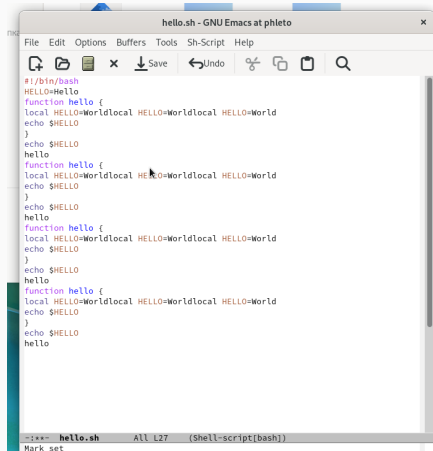 hello.sh - GNU Emacs at phleto
File Edit Options Buffers Tools Sh-Script Help
Save Undo
#!/bin/bash
HELLO=Hello
function hello {
local HELLO=Worldlocal HELLO=Worldlocal HELLO=World
echo $HELLO
}
echo $HELLO
hello
function hello {
local HELLO=Worldlocal HELLO=Worldlocal HELLO=World
echo $HELLO
}
echo $HELLO
hello
function hello {
local HELLO=Worldlocal HELLO=Worldlocal HELLO=World
echo $HELLO
}
echo $HELLO
hello
function hello {
local HELLO=Worldlocal HELLO=Worldlocal HELLO=World
echo $HELLO
}
echo $HELLO
hello
-:**- hello.sh All L27 (Shell-script[bash])
Mark set